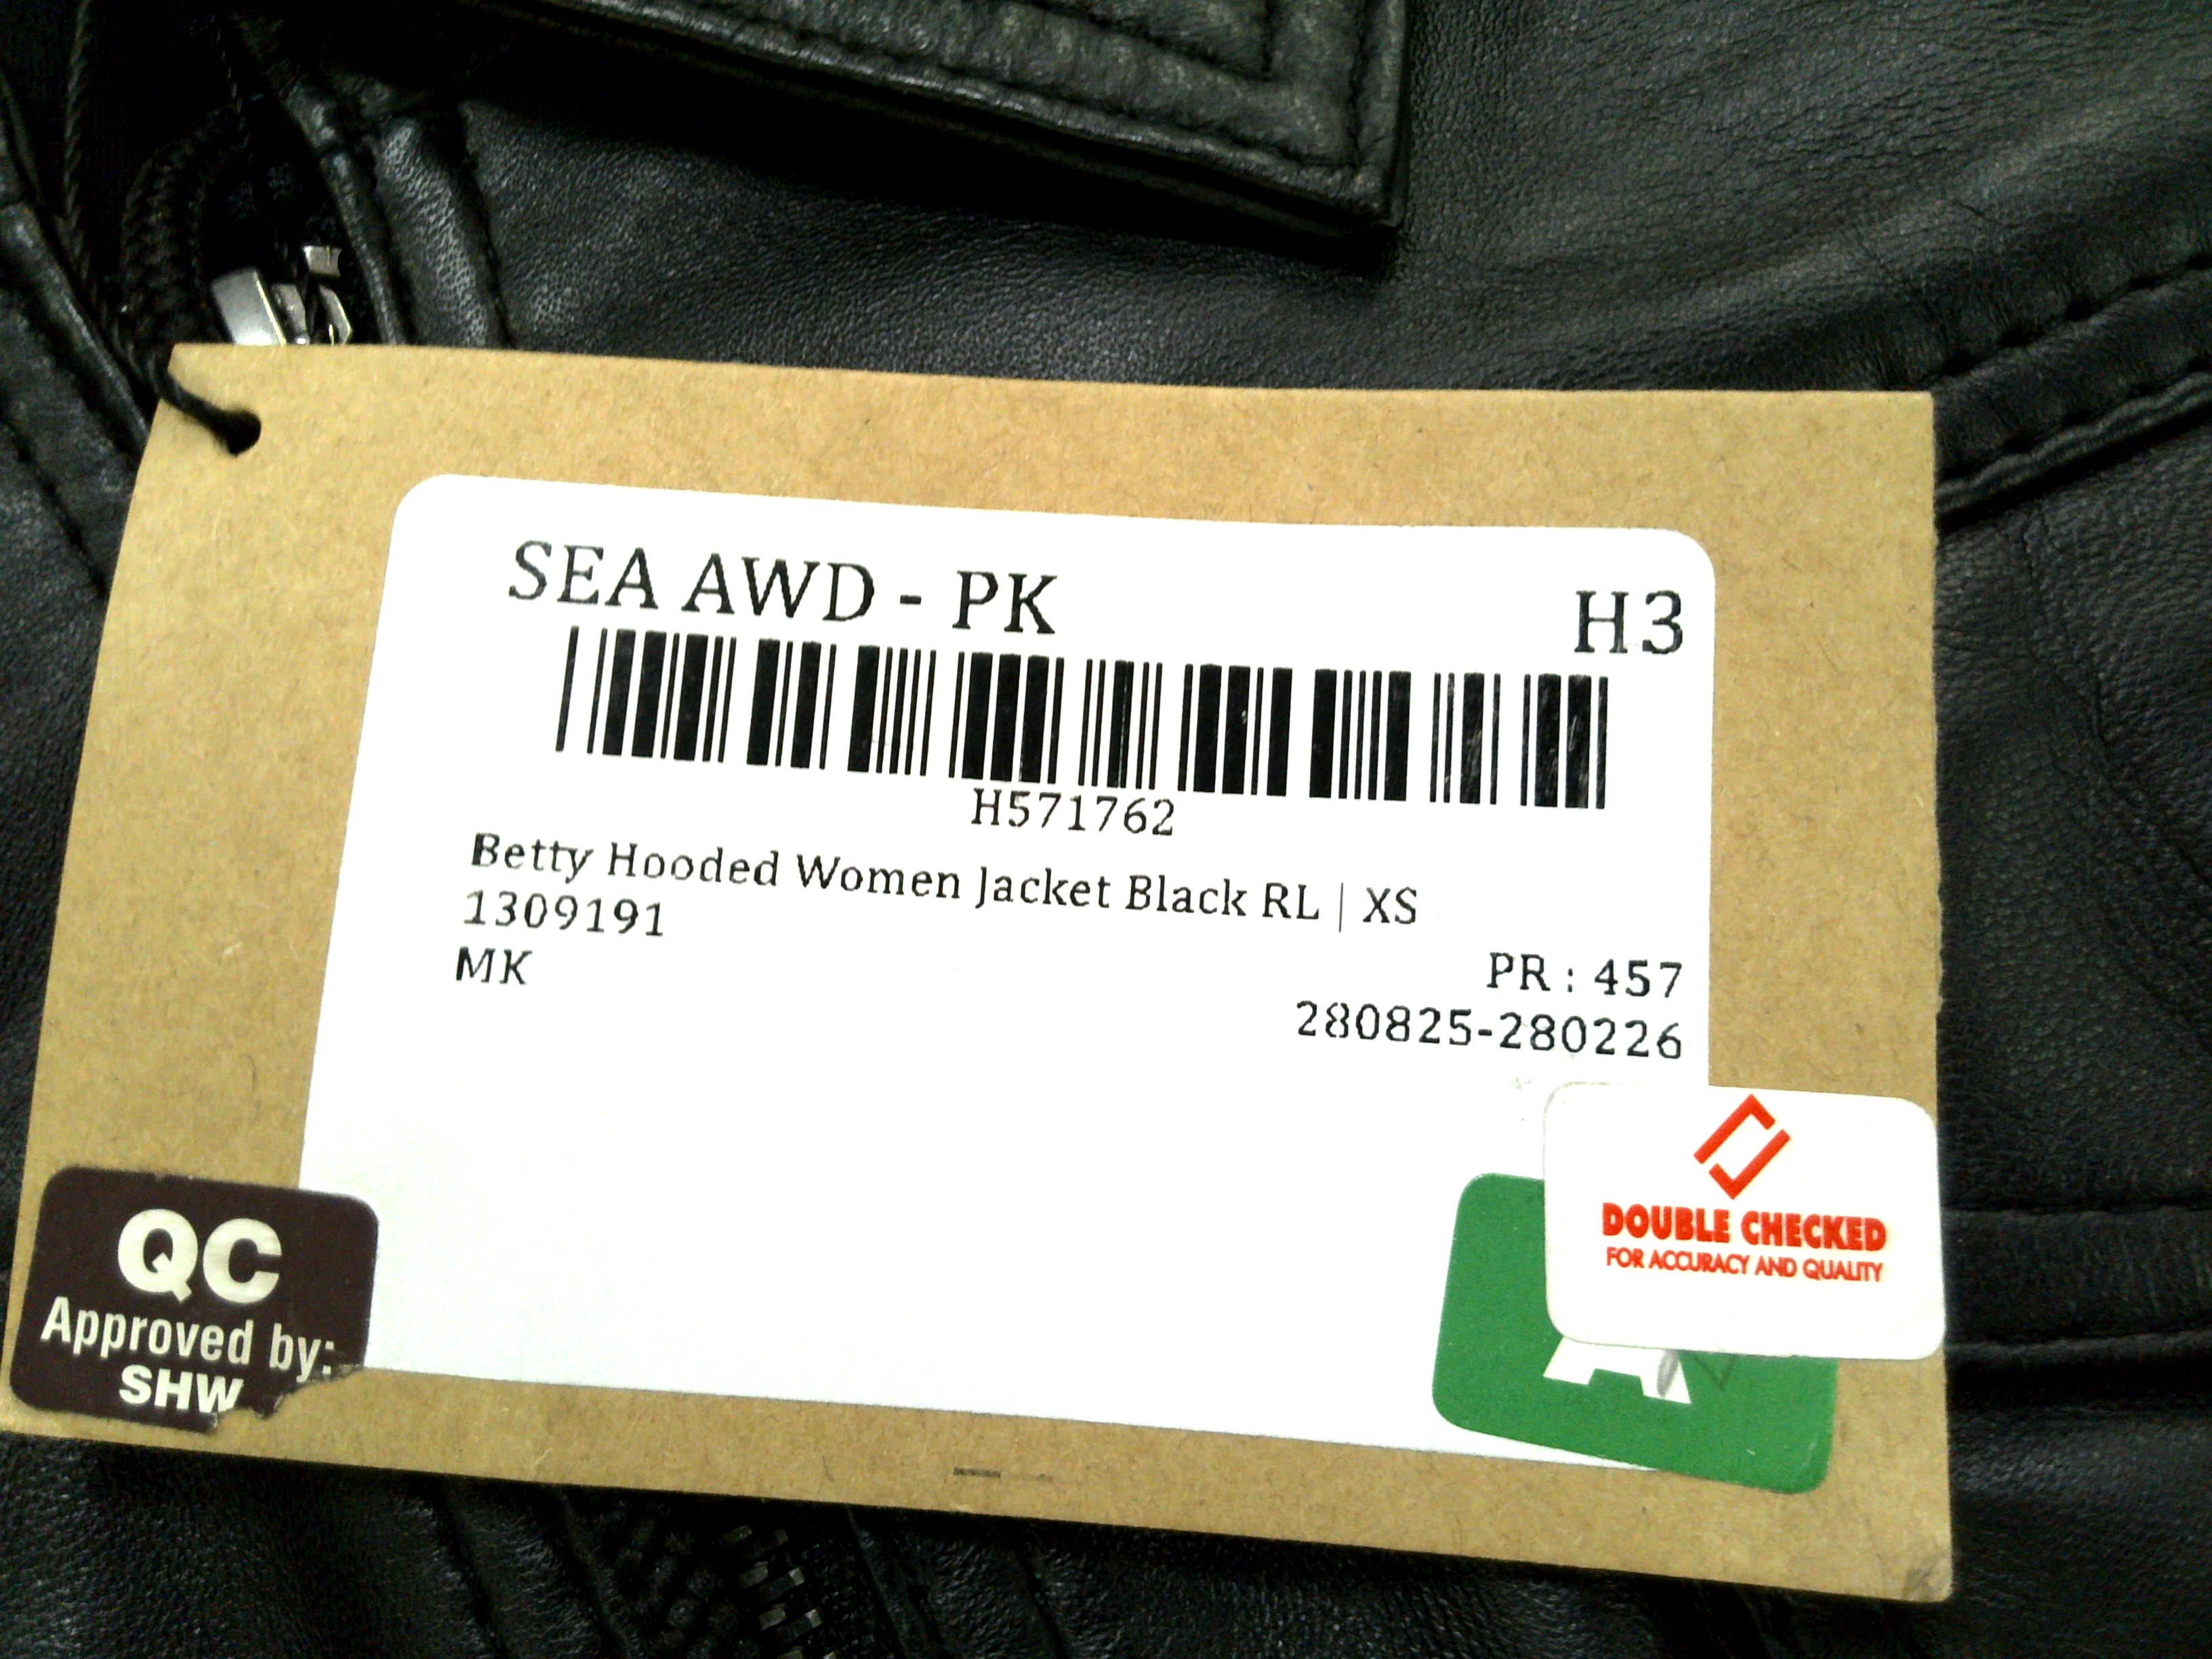 SEA AWD - PK
H3
H571762
Betty Hooded Women Jacket Black RL | XS
1309191
MK
PR : 457
280825-280226
QC
Approved by:
SHW
DOUBLE CHECKED
FOR ACCURACY AND QUALITY